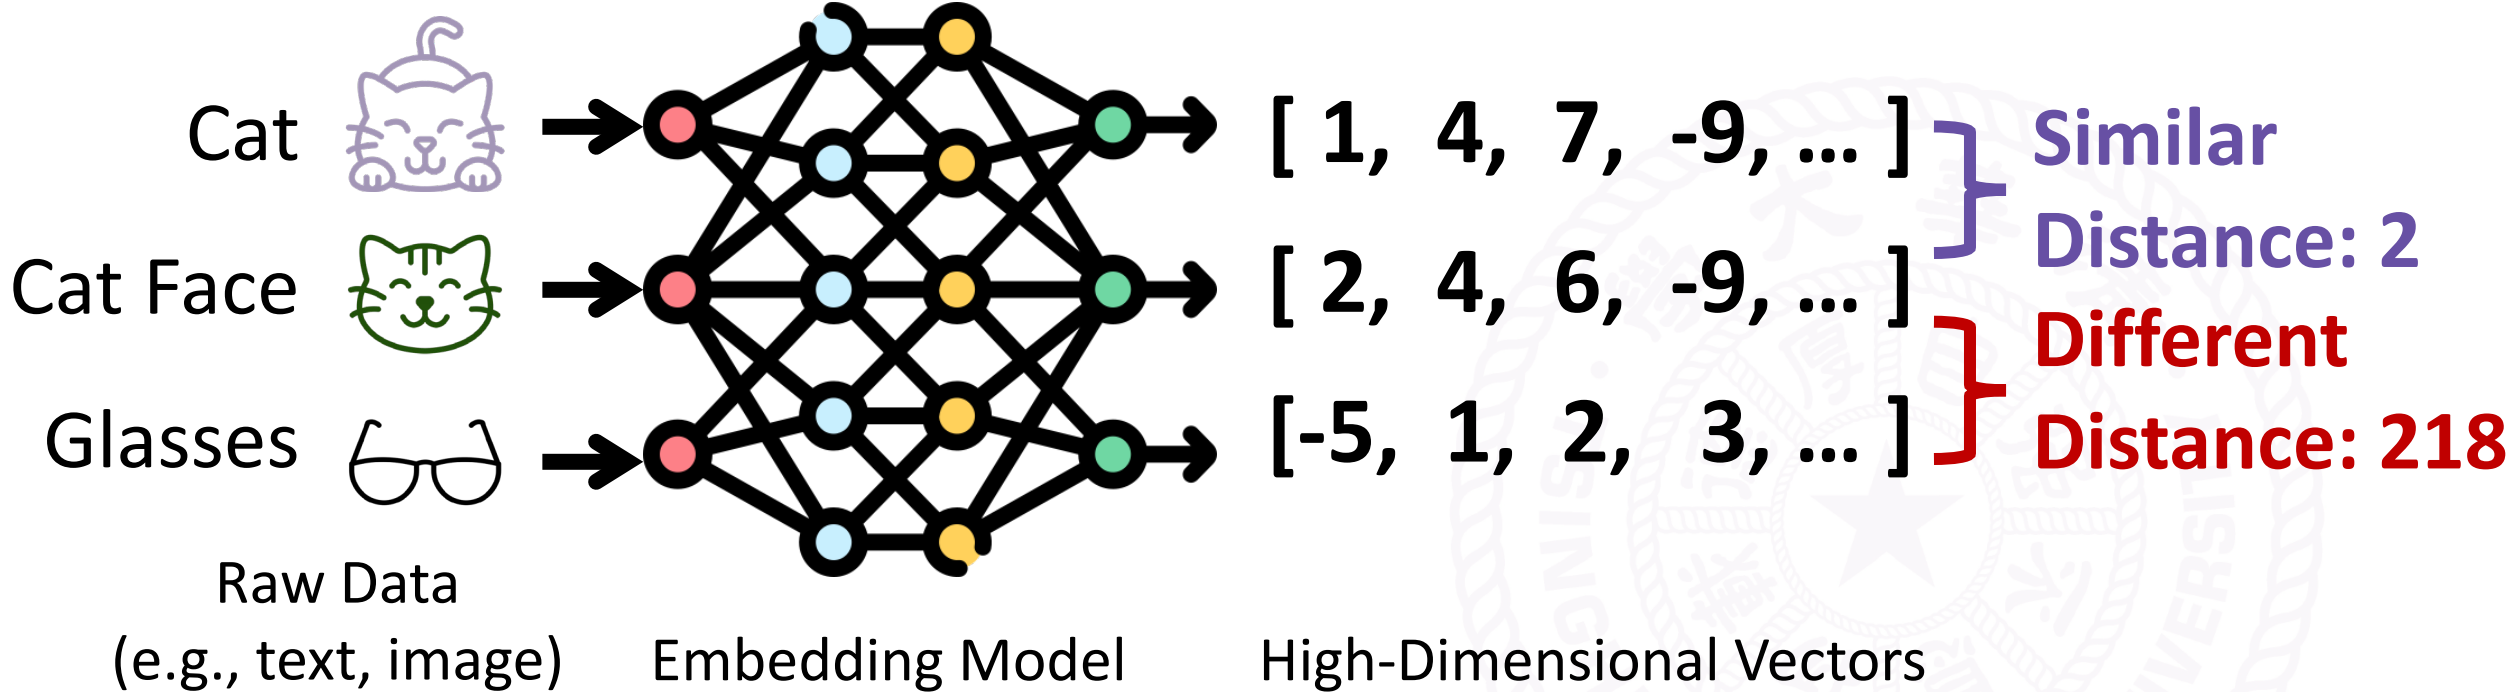 Cat
[ 1, 4, 7, -9, ... ]
Similar
Distance: 2
Cat Face
[ 2, 4, 6, -9, ... ]
Different
Distance: 218
Glasses
[ -5, 1, 2, 3, ... ]
Raw Data
(e.g., text, image)
Embedding Model
High-Dimensional Vectors